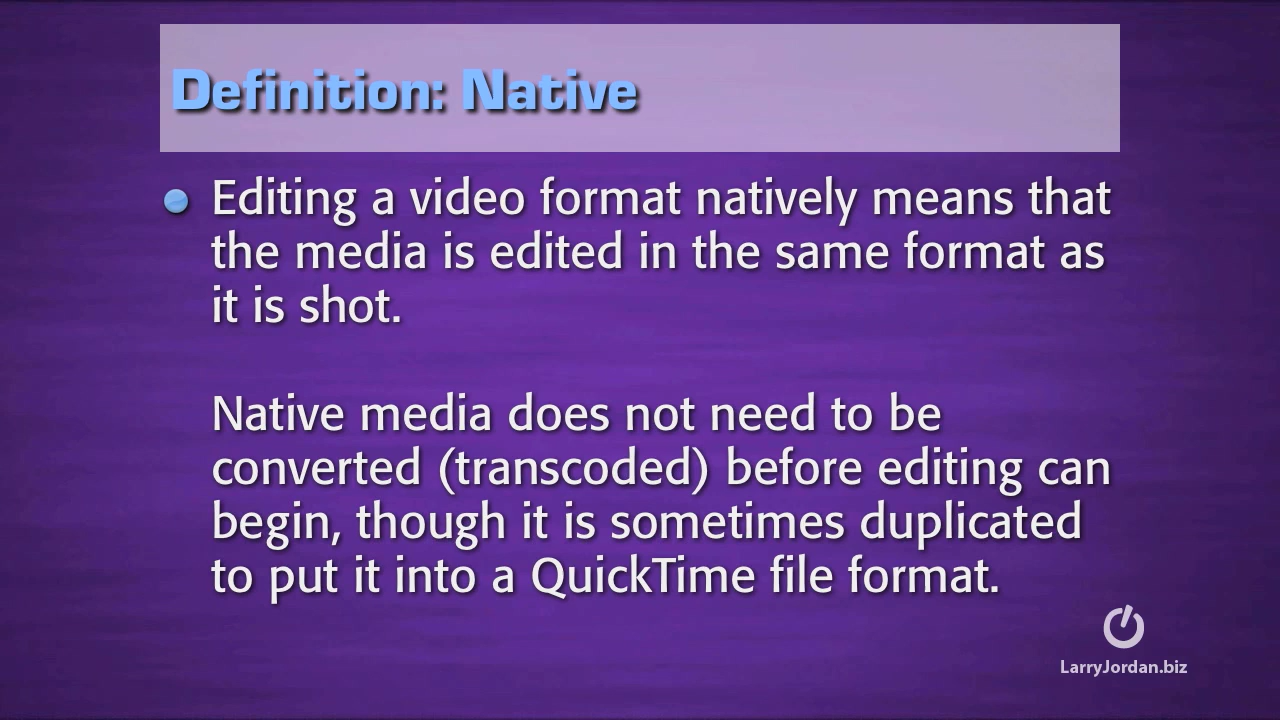 Definition: Native
Editing a video format natively means that
the media is edited in the same format as
it is shot.
Native media does not need to be
converted (transcoded) before editing can
begin, though it is sometimes duplicated
to put it into a QuickTime file format.
LarryJordan.biz